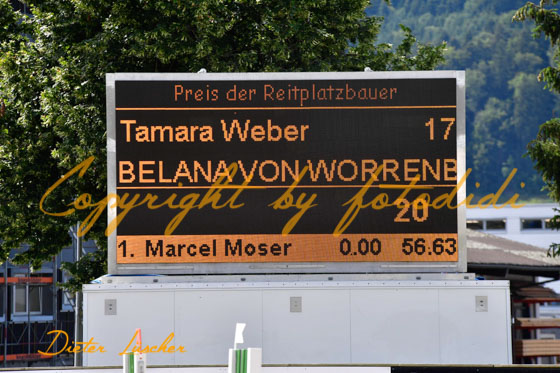 Preis der Reitplatzbauer
Tamara Weber 17
BELANA VON WORRENB
20
1. Marcel Moser 0.00 56.63
Copyright by fotodidi
Dieter Lüscher